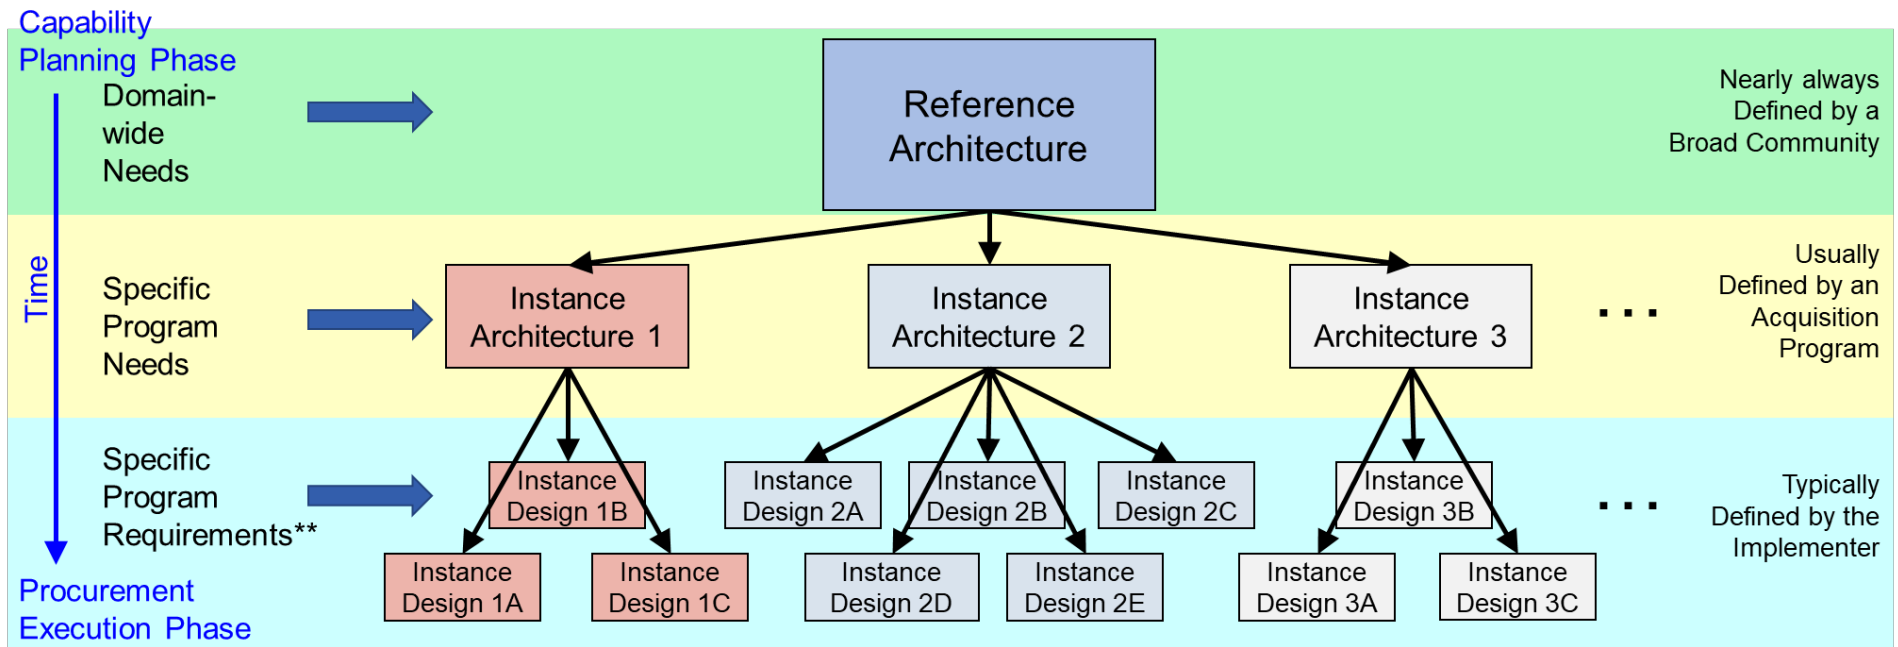 Capability
Planning Phase
Domain-
wide
Needs
Reference
Architecture
Nearly always
Defined by a
Broad Community
Time
Specific
Program
Needs
Instance
Architecture 1
Instance
Architecture 2
Instance
Architecture 3
...
Usually
Defined by an
Acquisition
Program
Specific
Program
Requirements**
Instance
Design 1B
Instance
Design 2A
Instance
Design 2B
Instance
Design 2C
Instance
Design 3B
...
Typically
Defined by the
Implementer
Instance
Design 1A
Instance
Design 1C
Instance
Design 2D
Instance
Design 2E
Instance
Design 3A
Instance
Design 3C
Procurement
Execution Phase